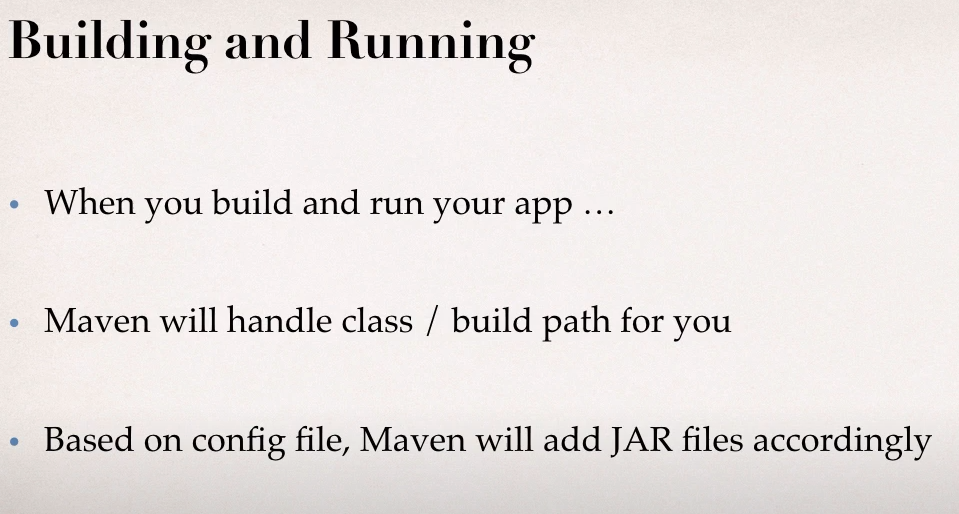 Building and Running
• When you build and run your app …
• Maven will handle class / build path for you
• Based on config file, Maven will add JAR files accordingly